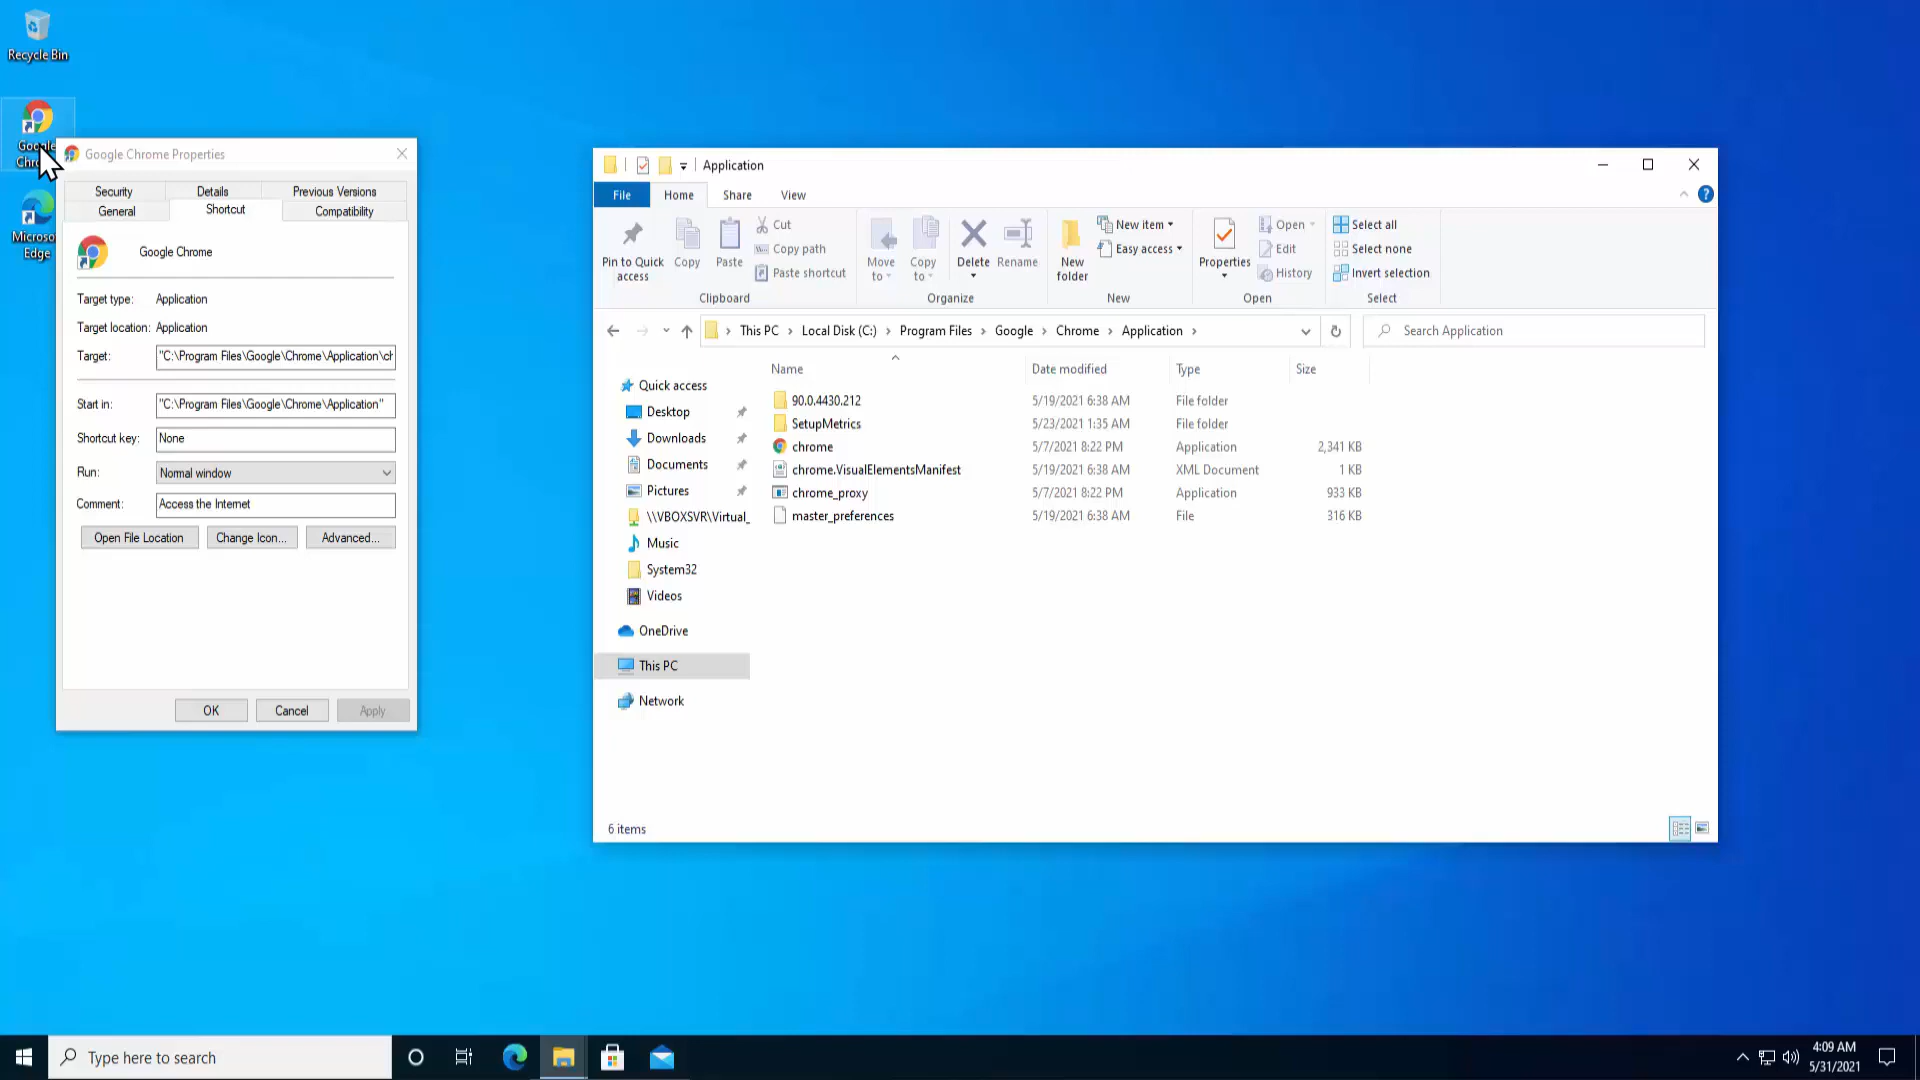 Recycle Bin
Google
Microso
Edge
Google Chrome Properties
Security Details Previous Versions
General Shortcut Compatibility
Google Chrome
Target type: Application
Target location: Application
Target: "C:\Program Files\Google\Chrome\Application\ch
Start in: "C:\Program Files\Google\Chrome\Application"
Shortcut key: None
Run: Normal window
Comment: Access the Internet
Open File Location Change Icon... Advanced...
OK Cancel Apply
Application
File Home Share View
Pin to Quick access
Copy
Paste
Cut
Copy path
Paste shortcut
Clipboard
Move to
Copy to
Delete
Rename
Organize
New folder
New item
Easy access
New
Properties
Open
Edit
History
Open
Select all
Select none
Invert selection
Select
This PC > Local Disk (C:) > Program Files > Google > Chrome > Application >
Search Application
Quick access
Desktop
Downloads
Documents
Pictures
\\VBOXSVR\Virtual_
Music
System32
Videos
OneDrive
This PC
Network
Name Date modified Type Size
90.0.4430.212 5/19/2021 6:38 AM File folder
SetupMetrics 5/23/2021 1:35 AM File folder
chrome 5/7/2021 8:22 PM Application 2,341 KB
chrome.VisualElementsManifest 5/19/2021 6:38 AM XML Document 1 KB
chrome_proxy 5/7/2021 8:22 PM Application 933 KB
master_preferences 5/19/2021 6:38 AM File 316 KB
6 items
Type here to search
4:09 AM
5/31/2021